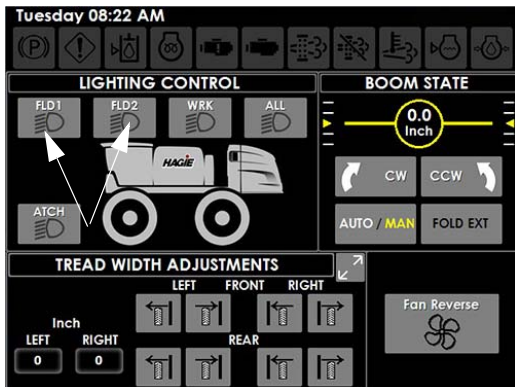 Tuesday 08:22 AM
LIGHTING CONTROL
FLD1 FLD2 WRK ALL
HAGIE
ATCH
BOOM STATE
0.0
Inch
CW CCW
AUTO / MAN FOLD EXT
TREAD WIDTH ADJUSTMENTS
LEFT FRONT RIGHT
Inch
LEFT RIGHT
0 0
REAR
Fan Reverse